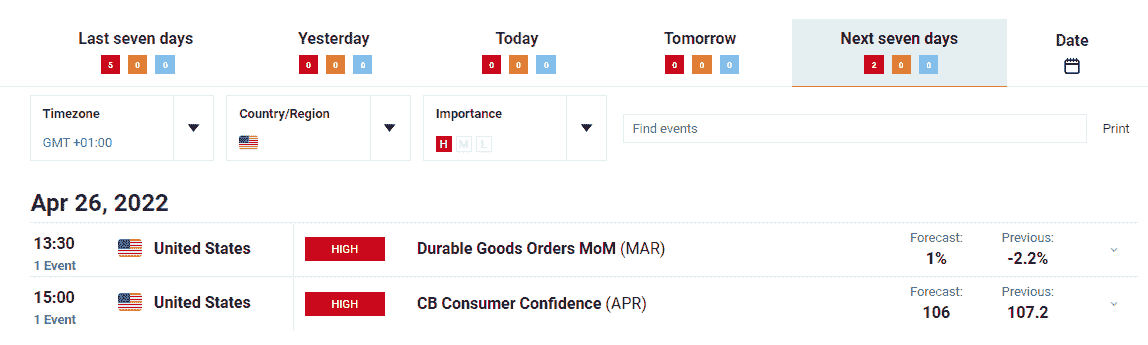 Last seven days
5 0 0
Yesterday
0 0 0
Today
0 0 0
Tomorrow
0 0 0
Next seven days
2 0 0
Date
Timezone
GMT +01:00
Country/Region
Importance
H M L
Find events
Print
Apr 26, 2022
13:30
1 Event
United States
HIGH
Durable Goods Orders MoM (MAR)
Forecast:
1%
Previous:
-2.2%
15:00
1 Event
United States
HIGH
CB Consumer Confidence (APR)
Forecast:
106
Previous:
107.2